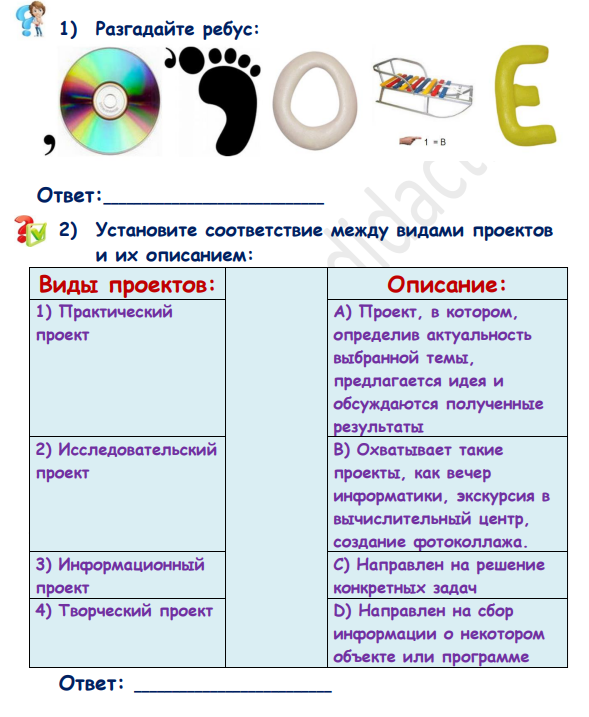 1) Разгадайте ребус:
,
,
О
Е
1 = В
Ответ:___________________________
2) Установите соответствие между видами проектов
и их описанием:
Виды проектов:
Описание:
1) Практический
проект
А) Проект, в котором,
определив актуальность
выбранной темы,
предлагается идея и
обсуждаются полученные
результаты
2) Исследовательский
проект
В) Охватывает такие
проекты, как вечер
информатики, экскурсия в
вычислительный центр,
создание фотоколлажа.
3) Информационный
проект
С) Направлен на решение
конкретных задач
4) Творческий проект
D) Направлен на сбор
информации о некотором
объекте или программе
Ответ: ______________________
didact